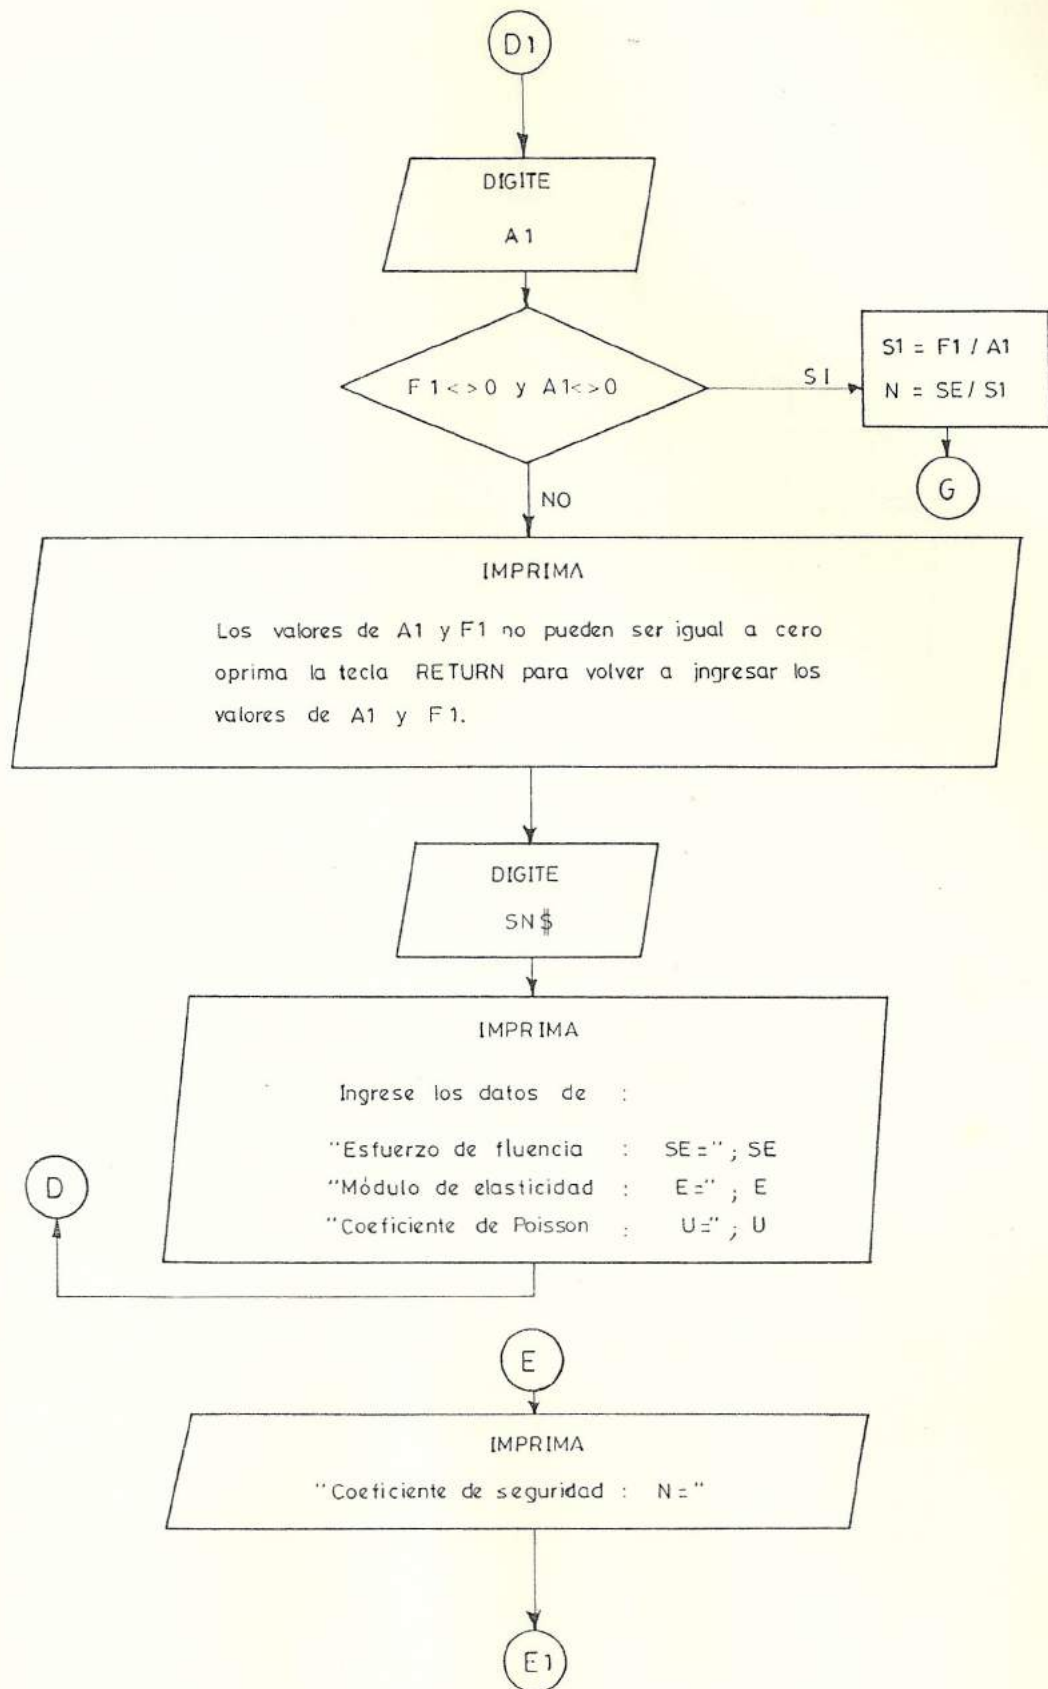 D1
DIGITE
A1
F1<>0 y A1<>0
SI
S1 = F1 / A1
N = SE / S1
G
NO
IMPRIMA
Los valores de A1 y F1 no pueden ser igual a cero
oprima la tecla RETURN para volver a ingresar los
valores de A1 y F1.
DIGITE
SN$
IMPRIMA
Ingrese los datos de :
"Esfuerzo de fluencia : SE=" ; SE
"Módulo de elasticidad : E=" ; E
"Coeficiente de Poisson : U=" ; U
D
E
IMPRIMA
"Coeficiente de seguridad : N="
E1